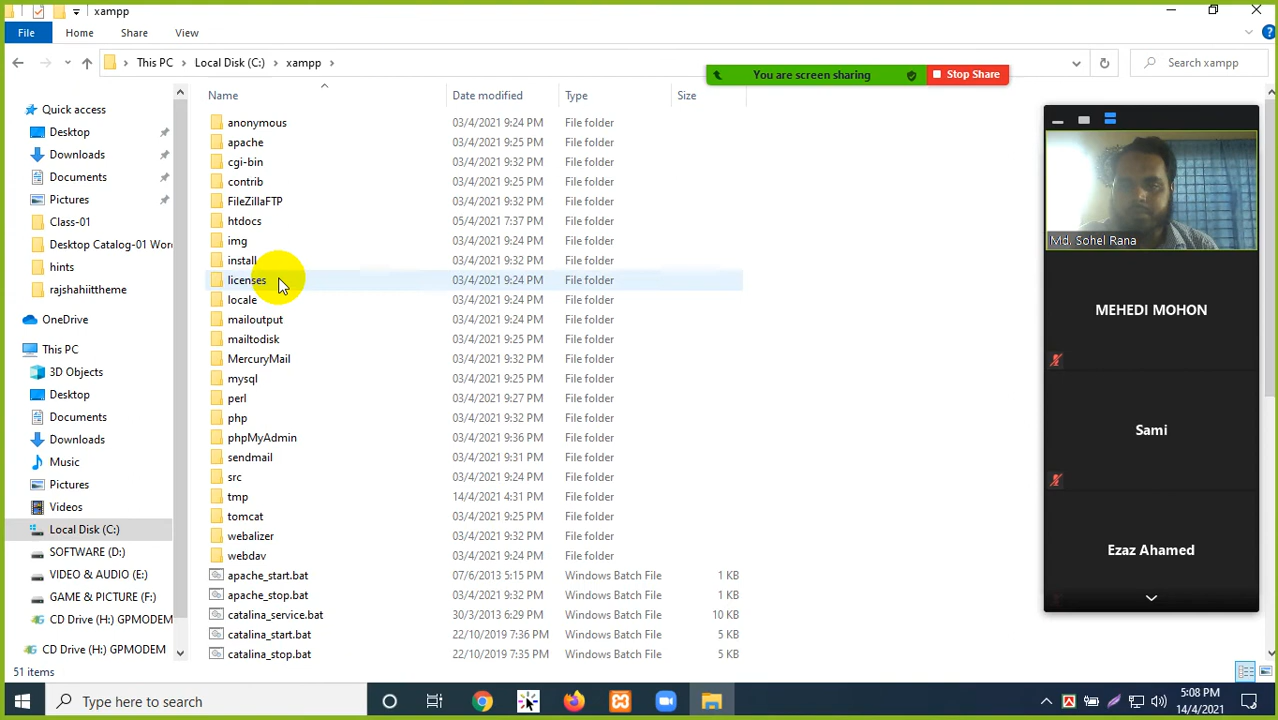 xampp
File Home Share View
This PC Local Disk (C:) xampp Search xampp
You are screen sharing Stop Share
Name Date modified Type Size
Quick access
Desktop
Downloads
Documents
Pictures
Class-01
Desktop Catalog-01 Wor
hints
rajshahiittheme
OneDrive
This PC
3D Objects
Desktop
Documents
Downloads
Music
Pictures
Videos
Local Disk (C:)
SOFTWARE (D:)
VIDEO & AUDIO (E:)
GAME & PICTURE (F:)
CD Drive (H:) GPMODEM
CD Drive (H:) GPMODEM
anonymous 03/4/2021 9:24 PM File folder
apache 03/4/2021 9:25 PM File folder
cgi-bin 03/4/2021 9:32 PM File folder
contrib 03/4/2021 9:25 PM File folder
FileZillaFTP 03/4/2021 9:32 PM File folder
htdocs 05/4/2021 7:37 PM File folder
img 03/4/2021 9:24 PM File folder
install 03/4/2021 9:32 PM File folder
licenses 03/4/2021 9:24 PM File folder
locale 03/4/2021 9:24 PM File folder
mailoutput 03/4/2021 9:24 PM File folder
mailtodisk 03/4/2021 9:25 PM File folder
MercuryMail 03/4/2021 9:32 PM File folder
mysql 03/4/2021 9:25 PM File folder
perl 03/4/2021 9:27 PM File folder
php 03/4/2021 9:32 PM File folder
phpMyAdmin 03/4/2021 9:36 PM File folder
sendmail 03/4/2021 9:31 PM File folder
src 03/4/2021 9:24 PM File folder
tmp 14/4/2021 4:31 PM File folder
tomcat 03/4/2021 9:25 PM File folder
webalizer 03/4/2021 9:32 PM File folder
webdav 03/4/2021 9:24 PM File folder
apache_start.bat 07/6/2013 5:15 PM Windows Batch File 1 KB
apache_stop.bat 03/4/2021 9:32 PM Windows Batch File 1 KB
catalina_service.bat 30/3/2013 6:29 PM Windows Batch File 10 KB
catalina_start.bat 22/10/2019 7:36 PM Windows Batch File 5 KB
catalina_stop.bat 22/10/2019 7:35 PM Windows Batch File 5 KB
Md. Sohel Rana
MEHEDI MOHON
Sami
Ezaz Ahamed
51 items
Type here to search
5:08 PM
14/4/2021